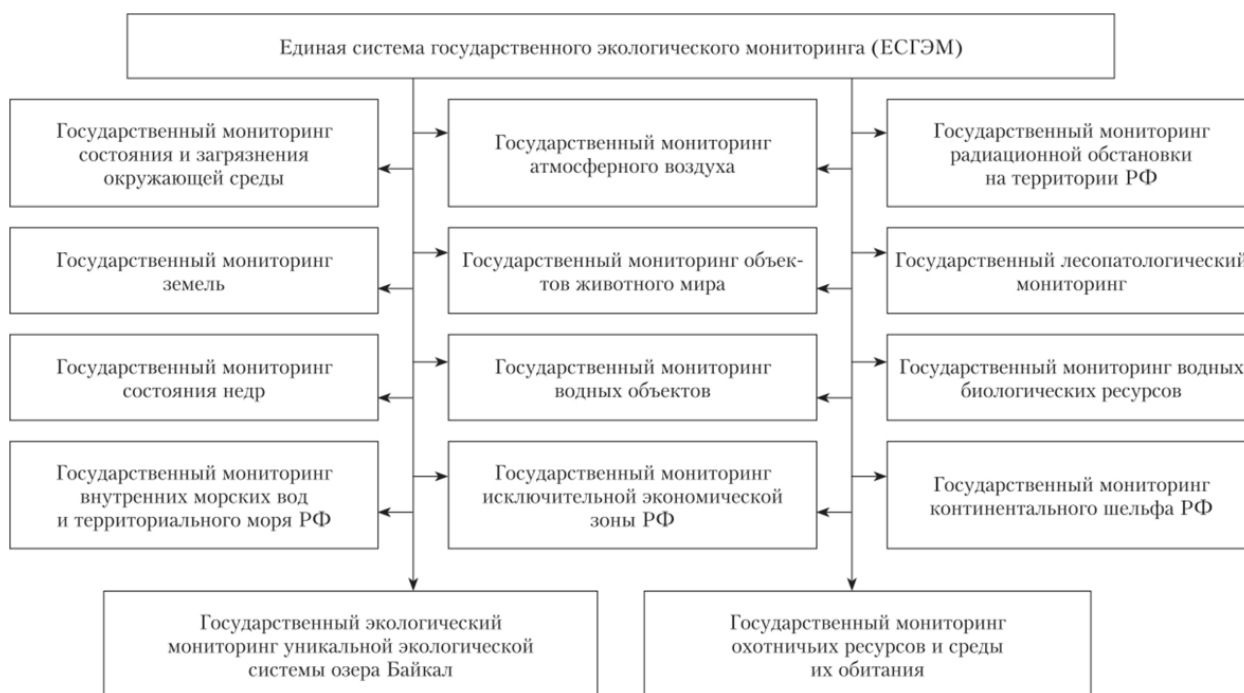 Единая система государственного экологического мониторинга (ЕСГЭМ)
Государственный мониторинг
состояния и загрязнения
окружающей среды
Государственный мониторинг
атмосферного воздуха
Государственный мониторинг
радиационной обстановки
на территории РФ
Государственный мониторинг
земель
Государственный мониторинг объек-
тов животного мира
Государственный лесопатологический
мониторинг
Государственный мониторинг
состояния недр
Государственный мониторинг
водных объектов
Государственный мониторинг водных
биологических ресурсов
Государственный мониторинг
внутренних морских вод
и территориального моря РФ
Государственный мониторинг
исключительной экономической
зоны РФ
Государственный мониторинг
континентального шельфа РФ
Государственный экологический
мониторинг уникальной экологической
системы озера Байкал
Государственный мониторинг
охотничьих ресурсов и среды
их обитания